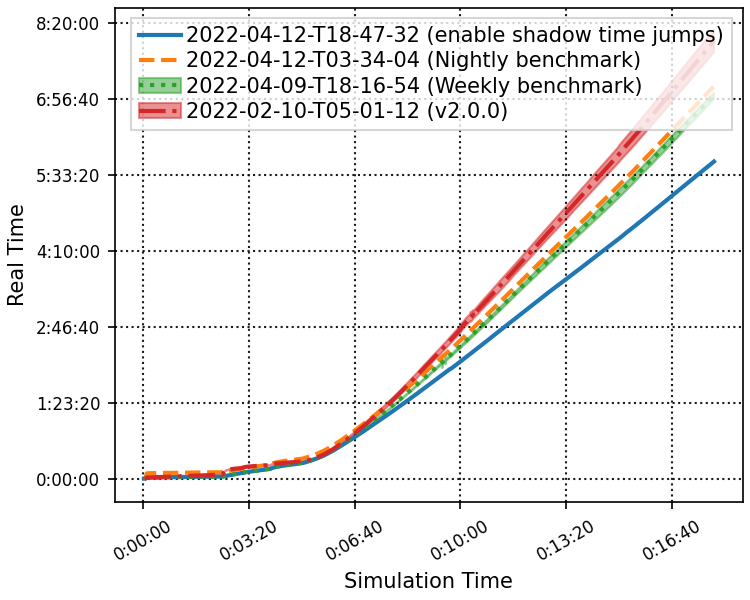 2022-04-12-T18-47-32 (enable shadow time jumps)
2022-04-12-T03-34-04 (Nightly benchmark)
2022-04-09-T18-16-54 (Weekly benchmark)
2022-02-10-T05-01-12 (v2.0.0)
Real Time
8:20:00
6:56:40
5:33:20
4:10:00
2:46:40
1:23:20
0:00:00
0:00:00
0:03:20
0:06:40
0:10:00
0:13:20
0:16:40
Simulation Time